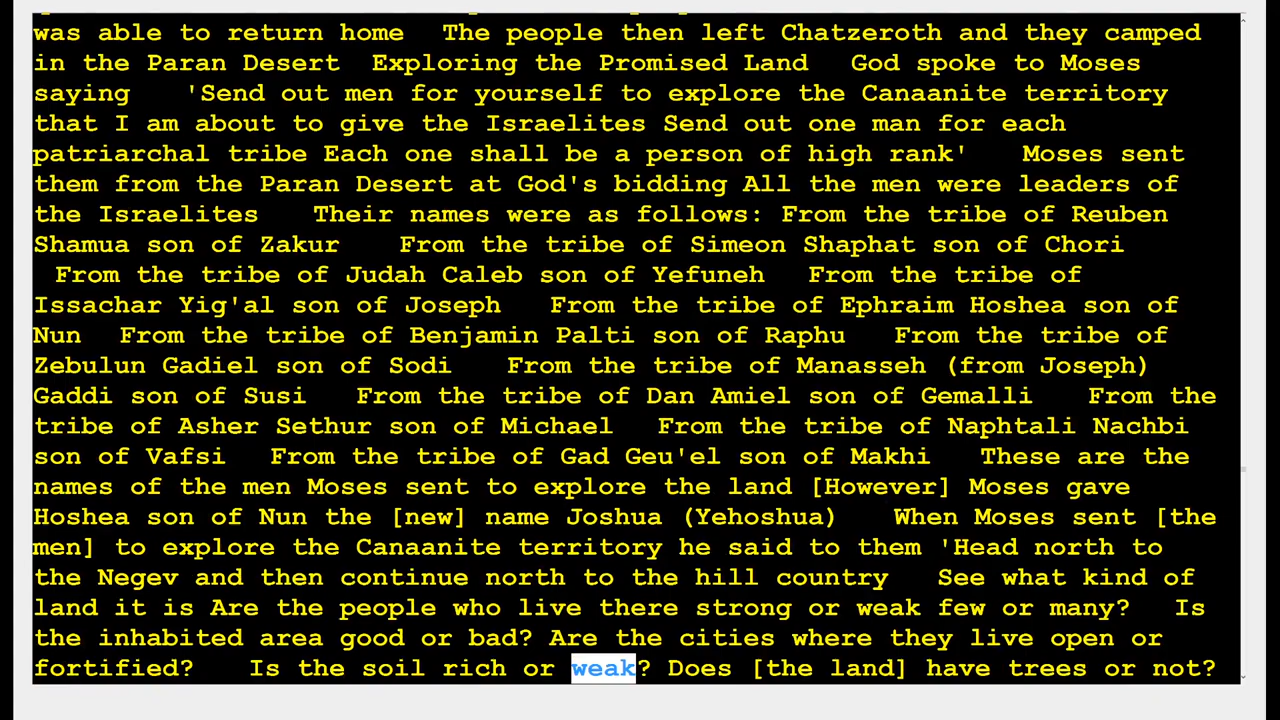 was able to return home The people then left Chatzeroth and they camped
in the Paran Desert Exploring the Promised Land God spoke to Moses
saying 'Send out men for yourself to explore the Canaanite territory
that I am about to give the Israelites Send out one man for each
patriarchal tribe Each one shall be a person of high rank' Moses sent
them from the Paran Desert at God's bidding All the men were leaders of
the Israelites Their names were as follows: From the tribe of Reuben
Shamua son of Zakur From the tribe of Simeon Shaphat son of Chori
From the tribe of Judah Caleb son of Yefuneh From the tribe of
Issachar Yig'al son of Joseph From the tribe of Ephraim Hoshea son of
Nun From the tribe of Benjamin Palti son of Raphu From the tribe of
Zebulun Gadiel son of Sodi From the tribe of Manasseh (from Joseph)
Gaddi son of Susi From the tribe of Dan Amiel son of Gemalli From the
tribe of Asher Sethur son of Michael From the tribe of Naphtali Nachbi
son of Vafsi From the tribe of Gad Geu'el son of Makhi These are the
names of the men Moses sent to explore the land [However] Moses gave
Hoshea son of Nun the [new] name Joshua (Yehoshua) When Moses sent [the
men] to explore the Canaanite territory he said to them 'Head north to
the Negev and then continue north to the hill country See what kind of
land it is Are the people who live there strong or weak few or many? Is
the inhabited area good or bad? Are the cities where they live open or
fortified? Is the soil rich or weak? Does [the land] have trees or not?